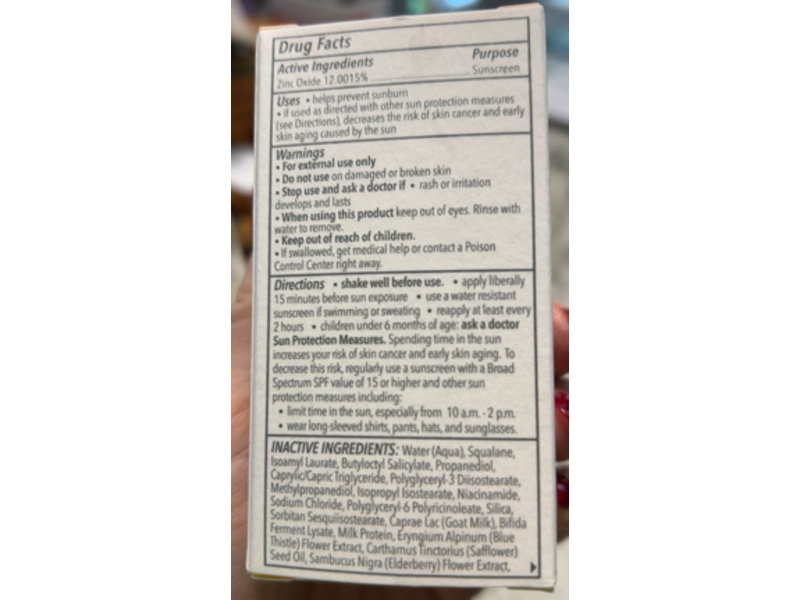 Drug Facts
Active Ingredients Purpose
Zinc Oxide 12.0015% Sunscreen
Uses • helps prevent sunburn
• if used as directed with other sun protection measures
(see Directions), decreases the risk of skin cancer and early
skin aging caused by the sun
Warnings
• For external use only
• Do not use on damaged or broken skin
• Stop use and ask a doctor if • rash or irritation
develops and lasts
• When using this product keep out of eyes. Rinse with
water to remove.
• Keep out of reach of children.
• If swallowed, get medical help or contact a Poison
Control Center right away.
Directions • shake well before use. • apply liberally
15 minutes before sun exposure • use a water resistant
sunscreen if swimming or sweating • reapply at least every
2 hours • children under 6 months of age: ask a doctor
Sun Protection Measures. Spending time in the sun
increases your risk of skin cancer and early skin aging. To
decrease this risk, regularly use a sunscreen with a Broad
Spectrum SPF value of 15 or higher and other sun
protection measures including:
• limit time in the sun, especially from 10 a.m. - 2 p.m.
• wear long-sleeved shirts, pants, hats, and sunglasses.
INACTIVE INGREDIENTS: Water (Aqua), Squalane,
Isoamyl Laurate, Butyloctyl Salicylate, Propanediol,
Caprylic/Capric Triglyceride, Polyglyceryl-3 Diisostearate,
Methylpropanediol, Isopropyl Isostearate, Niacinamide,
Sodium Chloride, Polyglyceryl-6 Polyricinoleate, Silica,
Sorbitan Sesquiisostearate, Caprae Lac (Goat Milk), Bifida
Ferment Lysate, Milk Protein, Eryngium Alpinum (Blue
Thistle) Flower Extract, Carthamus Tinctorius (Safflower)
Seed Oil, Sambucus Nigra (Elderberry) Flower Extract,